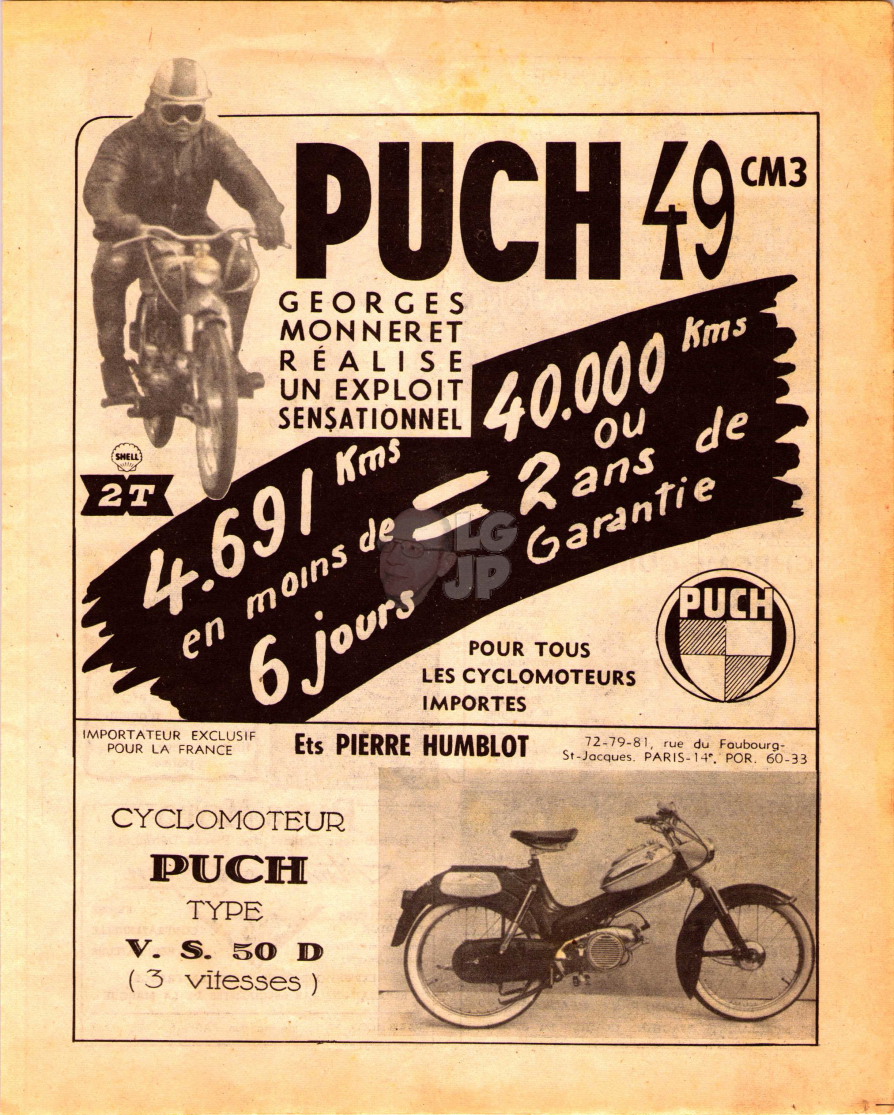 PUCH 49 CM3
GEORGES
MONNERET
RÉALISE
UN EXPLOIT
SENSATIONNEL
SHELL
2T
4.691 Kms
en moins de
6 jours
=
40.000 Kms
ou
2 ans de
Garantie
LG
JP
PUCH
POUR TOUS
LES CYCLOMOTEURS
IMPORTES
IMPORTATEUR EXCLUSIF
POUR LA FRANCE
Ets PIERRE HUMBLOT
72-79-81, rue du Faubourg-
St-Jacques. PARIS-14e, POR. 60-33
CYCLOMOTEUR
PUCH
TYPE
V. S. 50 D
(3 vitesses)